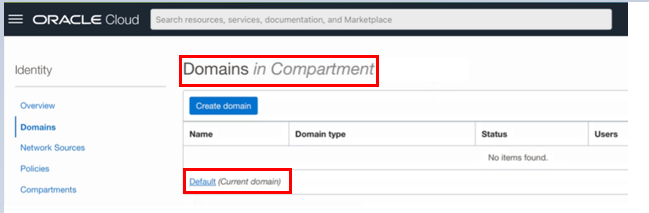 ORACLE Cloud
Search resources, services, documentation, and Marketplace
Identity
Overview
Domains
Network Sources
Policies
Compartments
Domains in Compartment
Create domain
Name Domain type Status Users
No items found.
Default (Current domain)